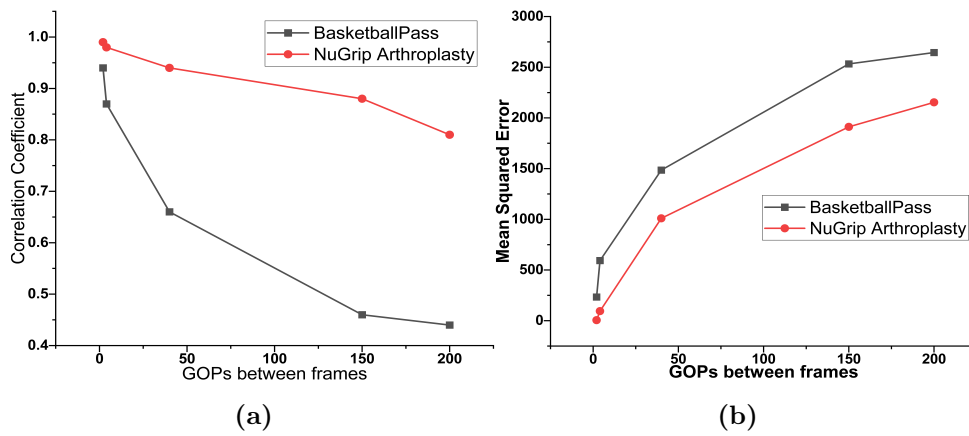 1.0
0.9
0.8
0.7
0.6
0.5
0.4
Correlation Coefficient
BasketballPass
NuGrip Arthroplasty
0 50 100 150 200
GOPs between frames
(a)
3000
2500
2000
1500
1000
500
0
Mean Squared Error
BasketballPass
NuGrip Arthroplasty
0 50 100 150 200
GOPs between frames
(b)